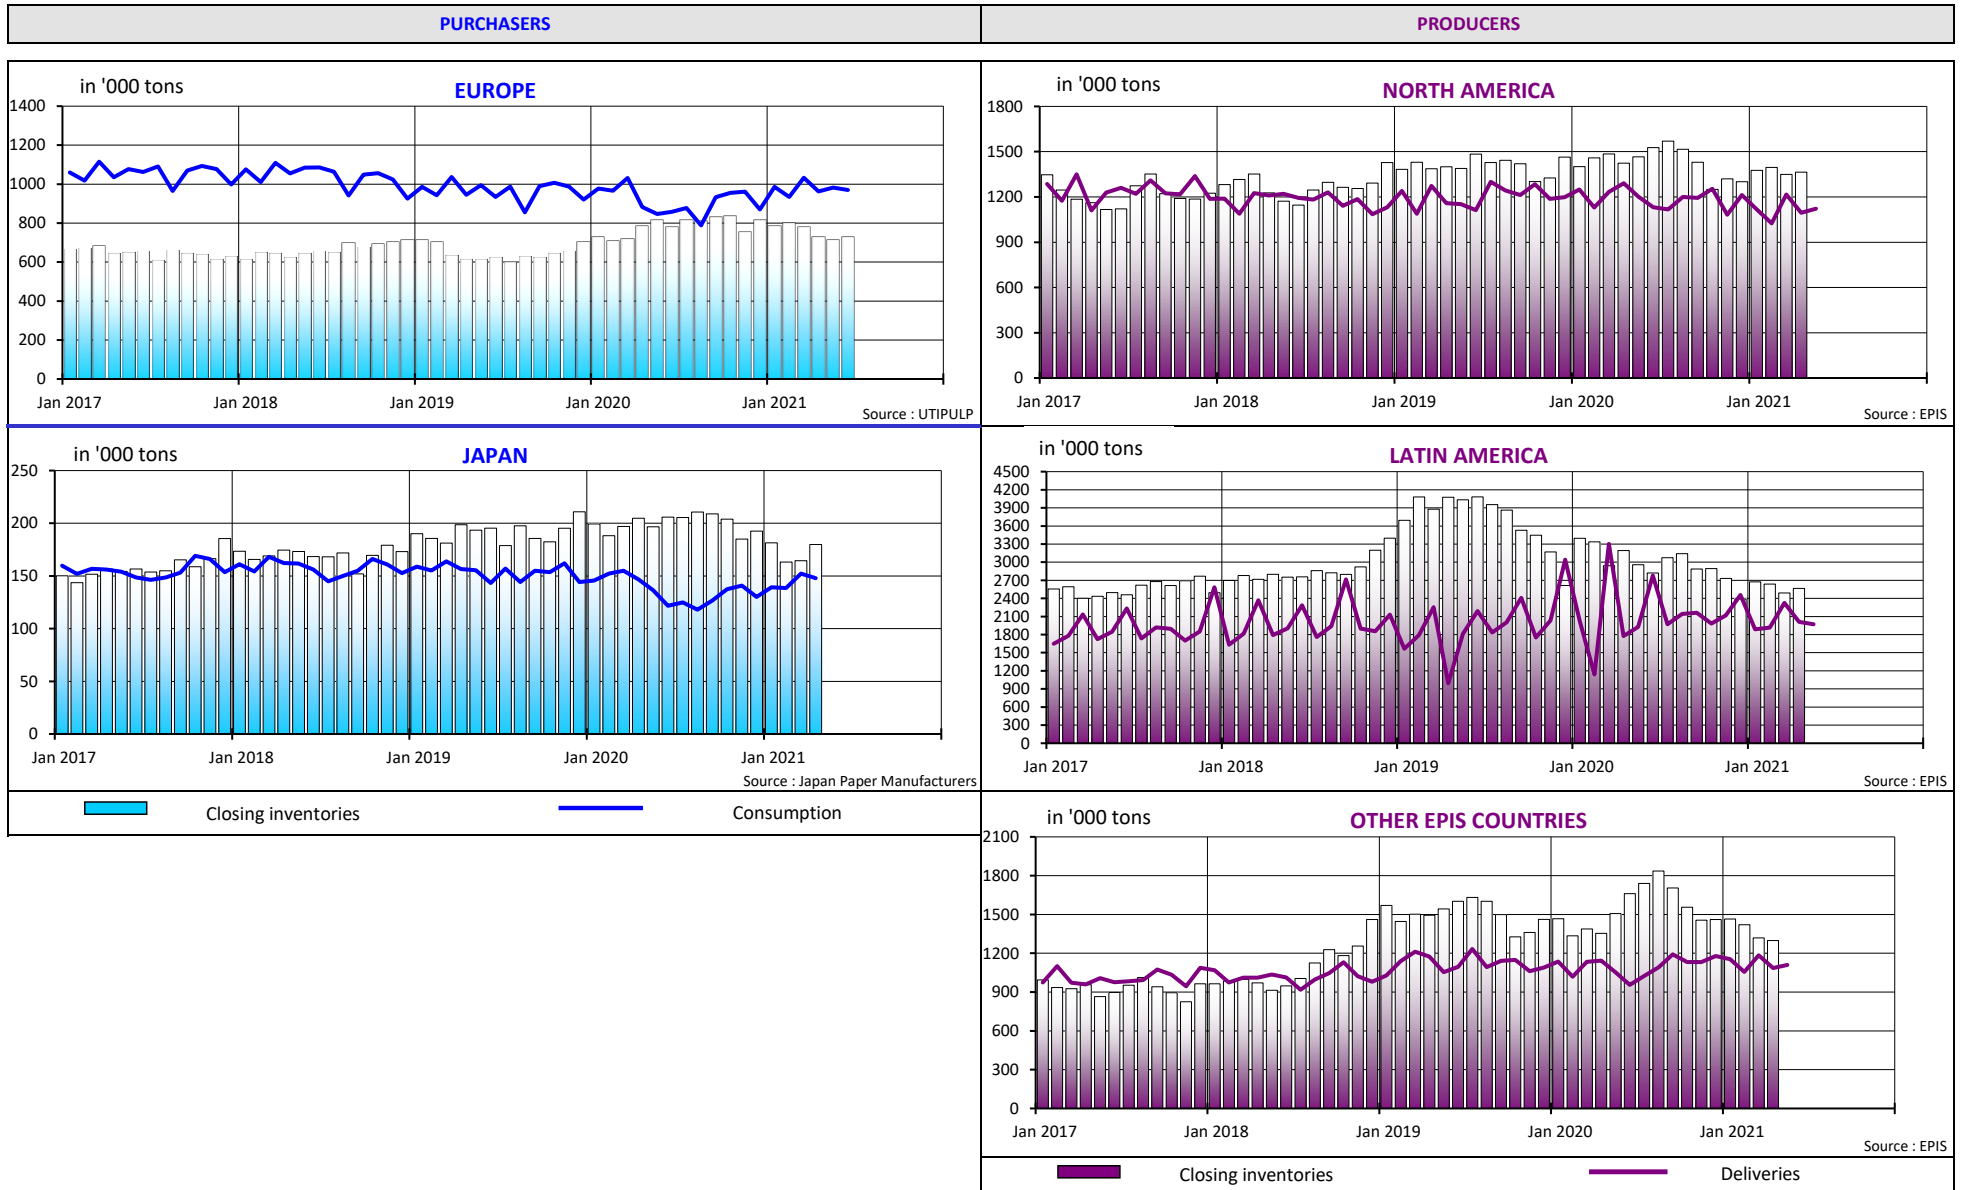 PURCHASERS
PRODUCERS
in '000 tons
EUROPE
1400
1200
1000
800
600
400
200
0
Jan 2017
Jan 2018
Jan 2019
Jan 2020
Jan 2021
Source : UTIPULP
in '000 tons
JAPAN
250
200
150
100
50
0
Jan 2017
Jan 2018
Jan 2019
Jan 2020
Jan 2021
Source : Japan Paper Manufacturers
Closing inventories
Consumption
in '000 tons
NORTH AMERICA
1800
1500
1200
900
600
300
0
Jan 2017
Jan 2018
Jan 2019
Jan 2020
Jan 2021
Source : EPIS
in '000 tons
LATIN AMERICA
4500
4200
3900
3600
3300
3000
2700
2400
2100
1800
1500
1200
900
600
300
0
Jan 2017
Jan 2018
Jan 2019
Jan 2020
Jan 2021
Source : EPIS
in '000 tons
OTHER EPIS COUNTRIES
2100
1800
1500
1200
900
600
300
0
Jan 2017
Jan 2018
Jan 2019
Jan 2020
Jan 2021
Source : EPIS
Closing inventories
Deliveries